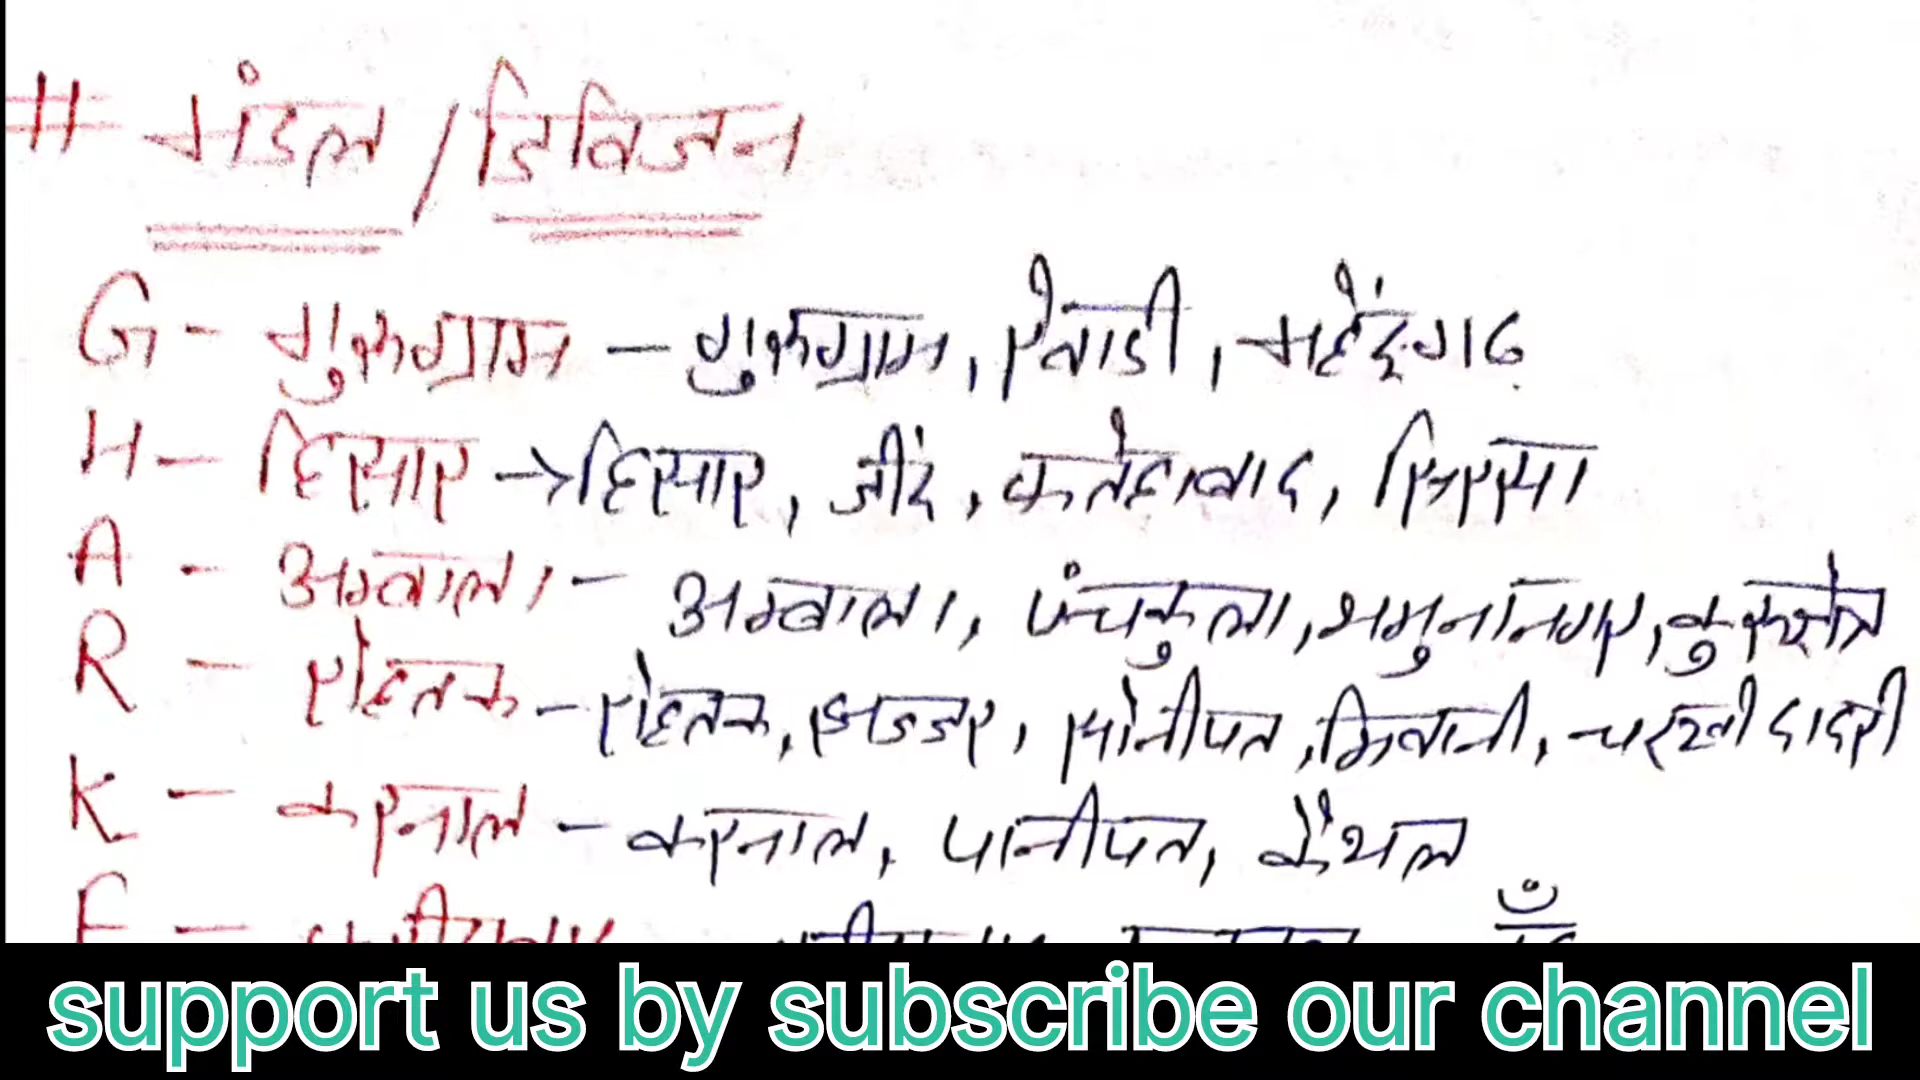 # मंडल / डिविजन
G - गुरूग्राम - गुरूग्राम, रेवाडी, महेंद्रगढ
H - हिसार → हिसार, जींद, फतेहाबाद, सिरसा
A - अम्बाला - अम्बाला, पंचकुला, यमुनानगर, कुरूक्षेत्र
R - रोहतक - रोहतक, झज्जर, सोनीपत, भिवानी, चरखी दादरी
K - करनाल - करनाल, पानीपत, कैथल
F -
support us by subscribe our channel